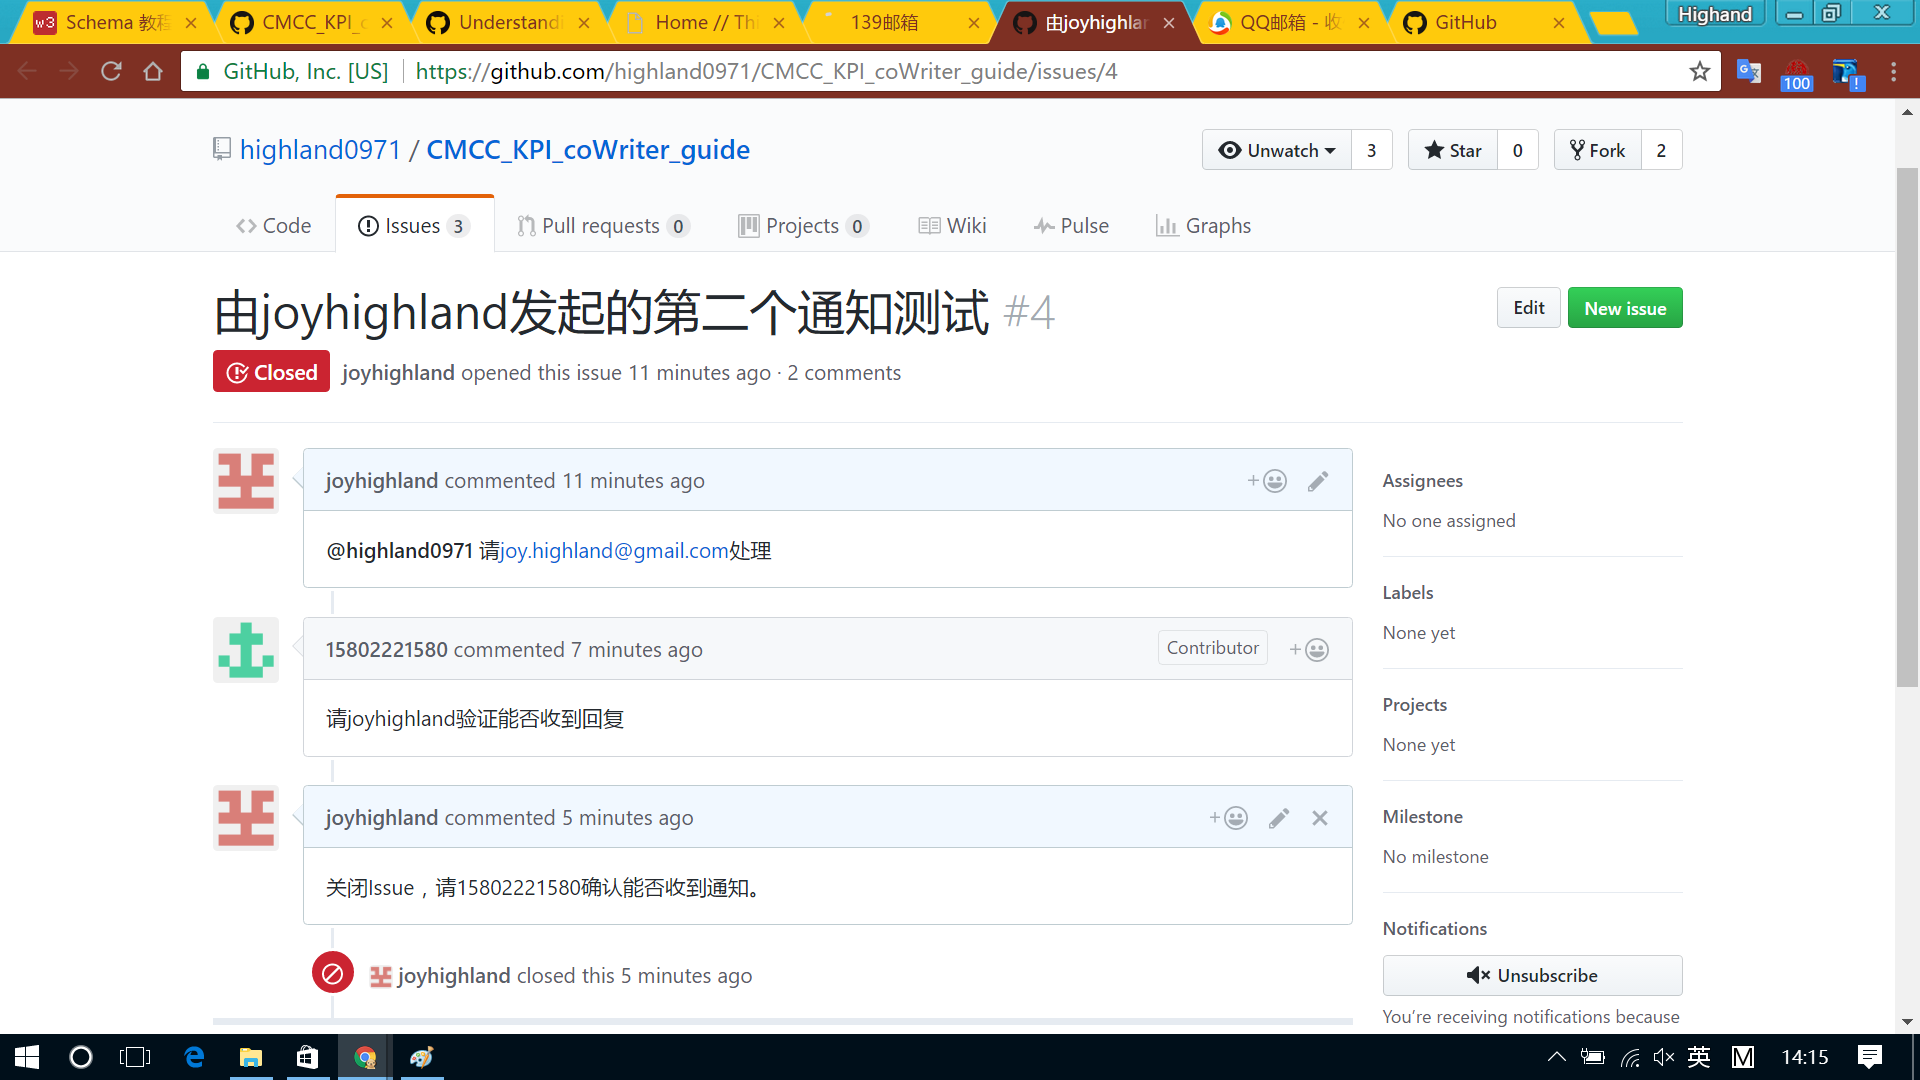 Schema 教程
CMCC_KPI_c
Understandi
Home // Th
139邮箱
由joyhighlan
QQ邮箱 - 收
GitHub
Highand
GitHub, Inc. [US]
https://github.com/highland0971/CMCC_KPI_coWriter_guide/issues/4
100
highland0971 / CMCC_KPI_coWriter_guide
Unwatch 3
Star 0
Fork 2
Code
Issues 3
Pull requests 0
Projects 0
Wiki
Pulse
Graphs
由joyhighland发起的第二个通知测试 #4
Edit
New issue
Closed
joyhighland opened this issue 11 minutes ago · 2 comments
joyhighland commented 11 minutes ago
@highland0971 请joy.highland@gmail.com处理
15802221580 commented 7 minutes ago
Contributor
请joyhighland验证能否收到回复
joyhighland commented 5 minutes ago
关闭Issue，请15802221580确认能否收到通知。
joyhighland closed this 5 minutes ago
Assignees
No one assigned
Labels
None yet
Projects
None yet
Milestone
No milestone
Notifications
Unsubscribe
You’re receiving notifications because
英
M
14:15